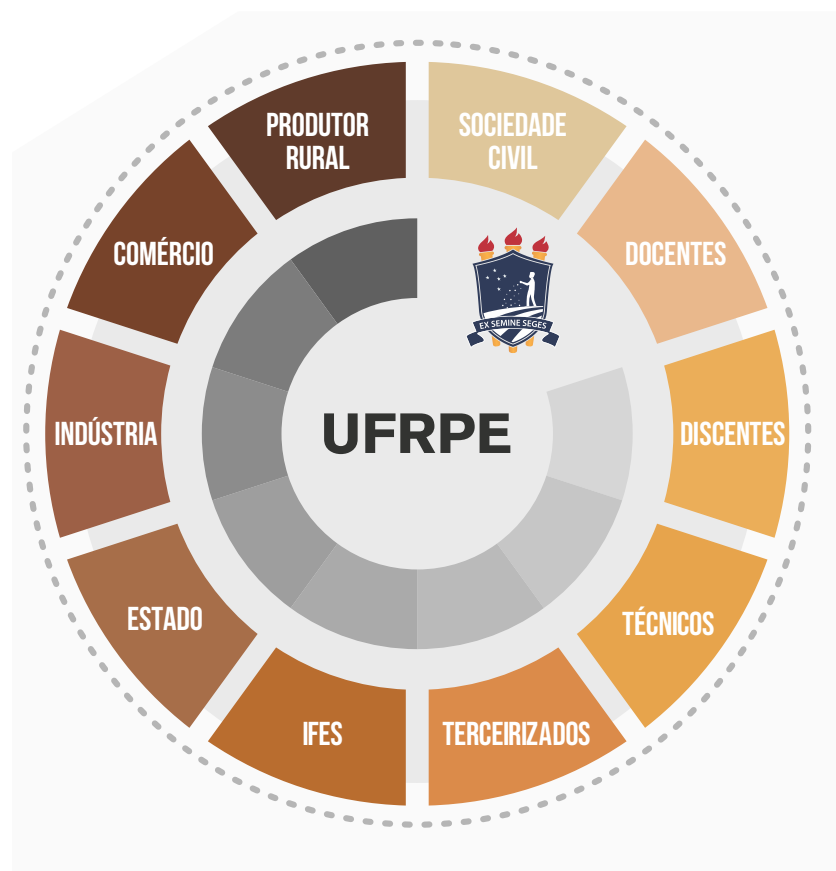 PRODUTOR
RURAL
SOCIEDADE
CIVIL
COMÉRCIO
DOCENTES
EX SEMINE SEGES
INDÚSTRIA
UFRPE
DISCENTES
ESTADO
TÉCNICOS
IFES
TERCEIRIZADOS